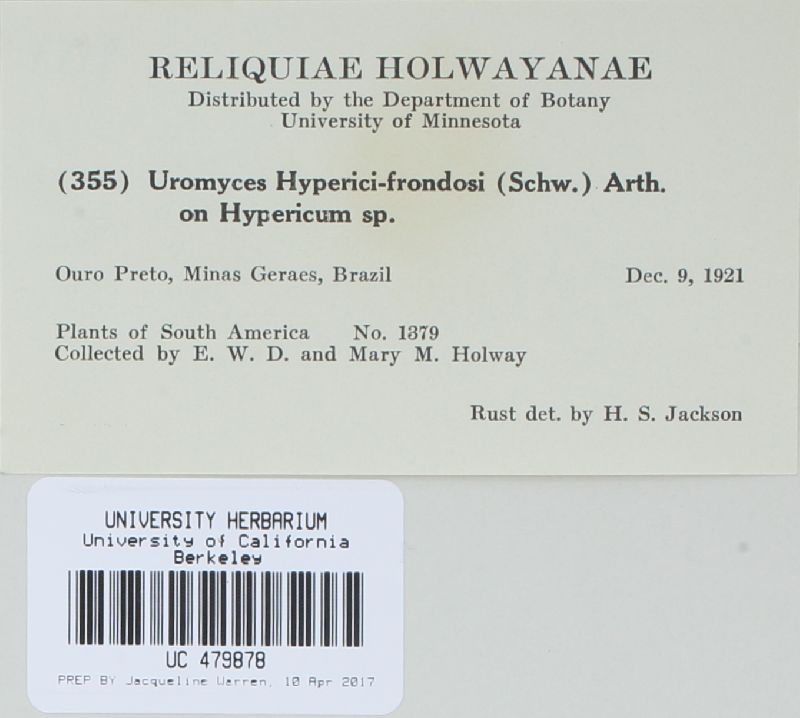 RELIQUIAE HOLWAYANAE
Distributed by the Department of Botany
University of Minnesota
(355) Uromyces Hyperici-frondosi (Schw.) Arth.
on Hypericum sp.
Ouro Preto, Minas Geraes, Brazil Dec. 9, 1921
Plants of South America No. 1379
Collected by E. W. D. and Mary M. Holway
Rust det. by H. S. Jackson
UNIVERSITY HERBARIUM
University of California
Berkeley
UC 479878
PREP BY Jacqueline Warren, 10 Apr 2017